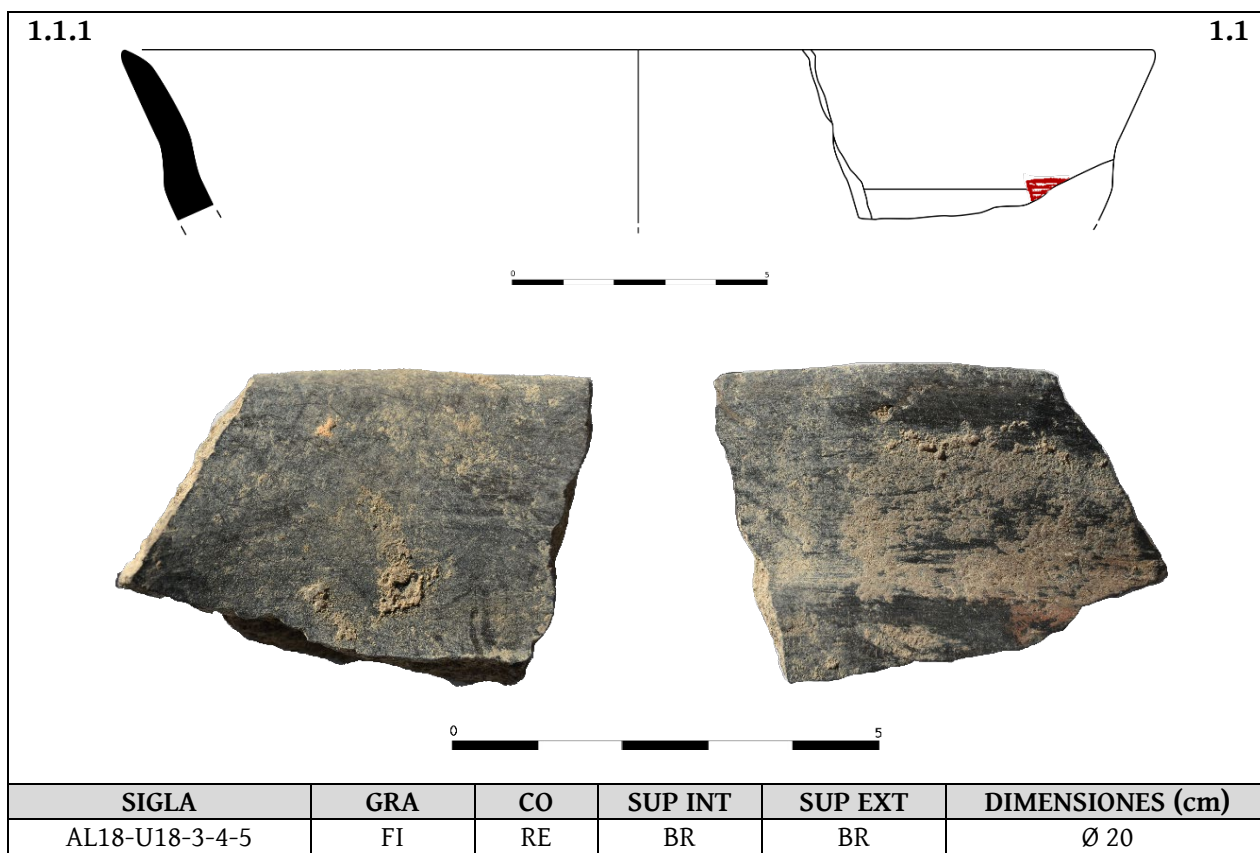 1.1.1 1.1
0 5
0 5
SIGLA GRA CO SUP INT SUP EXT DIMENSIONES (cm)
AL18-U18-3-4-5 FI RE BR BR Ø 20